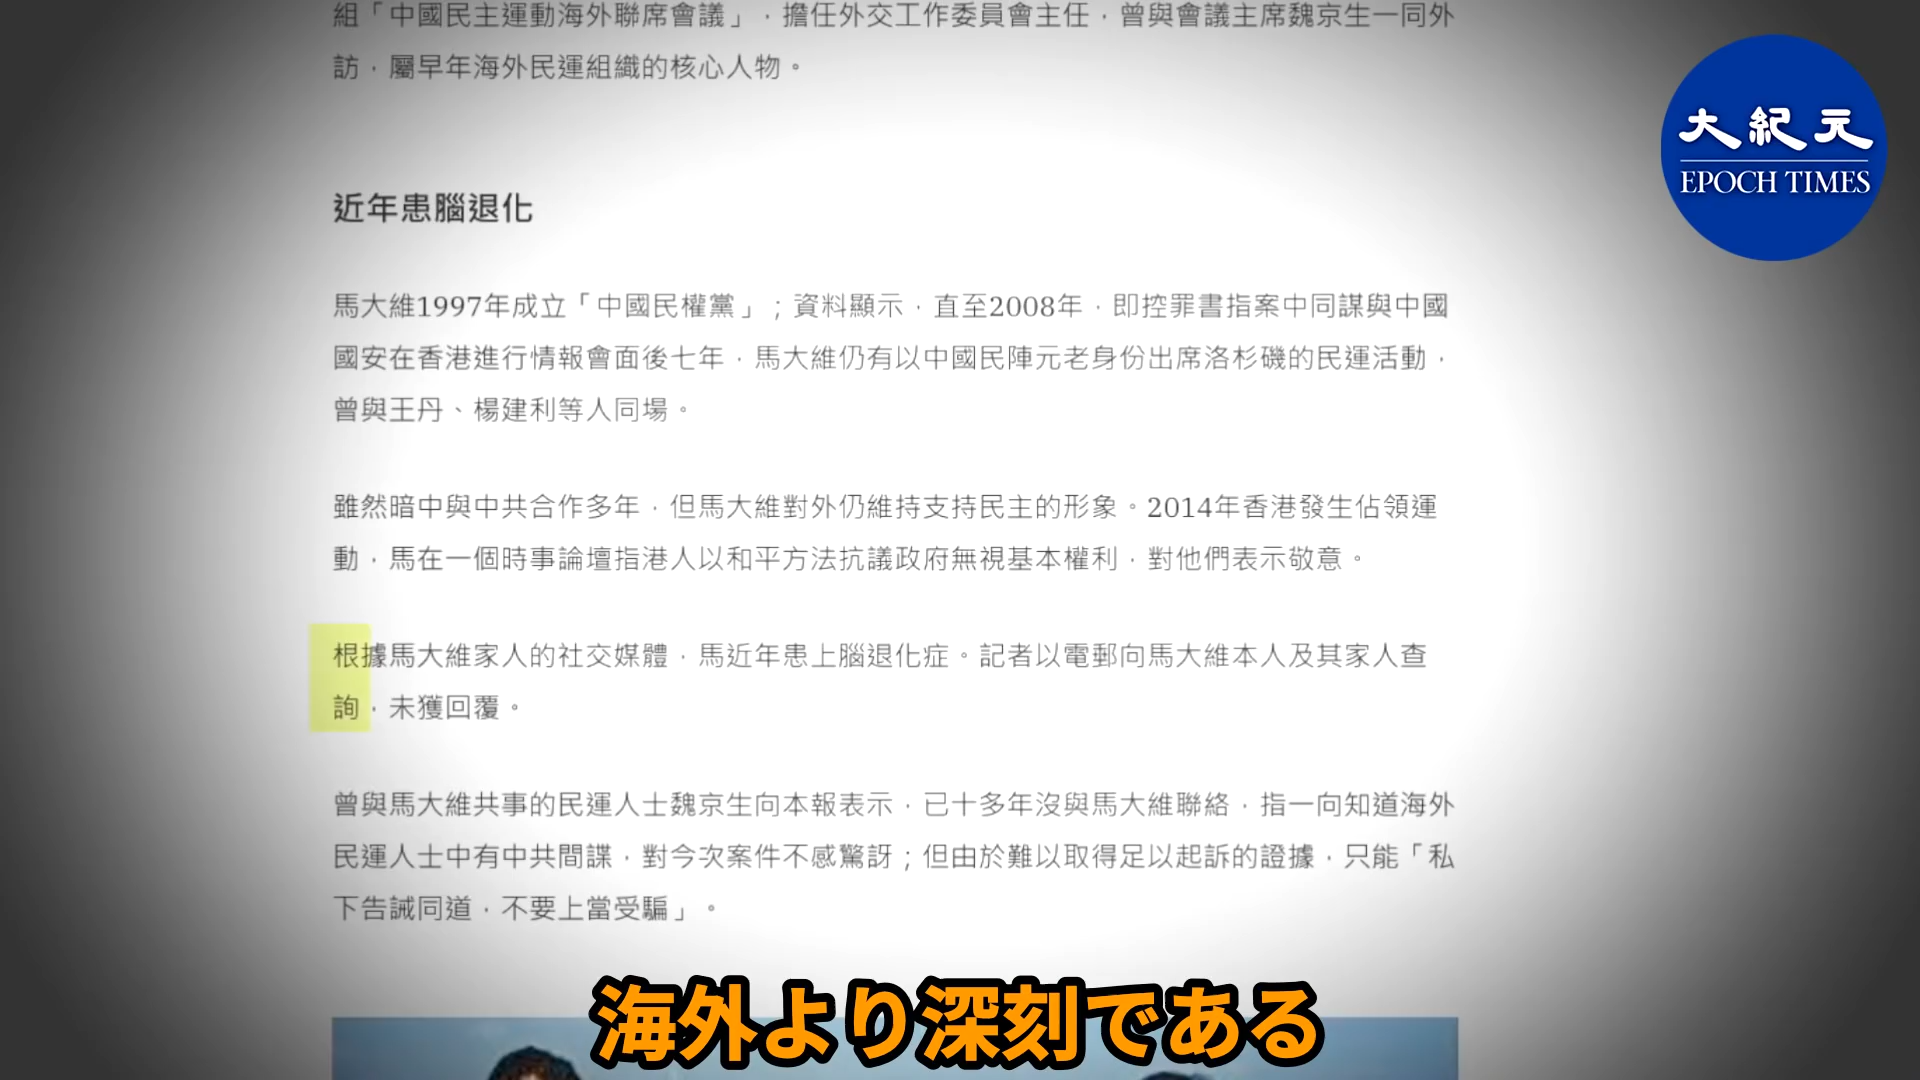 組「中國民主運動海外聯席會議」，擔任外交工作委員會主任，曾與會議主席魏京生一同外
訪，屬早年海外民運組織的核心人物。
大紀元
EPOCH TIMES
近年患腦退化
馬大維1997年成立「中國民權黨」；資料顯示，直至2008年，即控罪書指案中同謀與中國
國安在香港進行情報會面後七年，馬大維仍有以中國民陣元老身份出席洛杉磯的民運活動，
曾與王丹、楊建利等人同場。
雖然暗中與中共合作多年，但馬大維對外仍維持支持民主的形象。2014年香港發生佔領運
動，馬在一個時事論壇指港人以和平方法抗議政府無視基本權利，對他們表示敬意。
根據馬大維家人的社交媒體，馬近年患上腦退化症。記者以電郵向馬大維本人及其家人查
詢，未獲回覆。
曾與馬大維共事的民運人士魏京生向本報表示，已十多年沒與馬大維聯絡，指一向知道海外
民運人士中有中共間諜，對今次案件不感驚訝；但由於難以取得足以起訴的證據，只能「私
下告誡同道，不要上當受騙」。
海外より深刻である